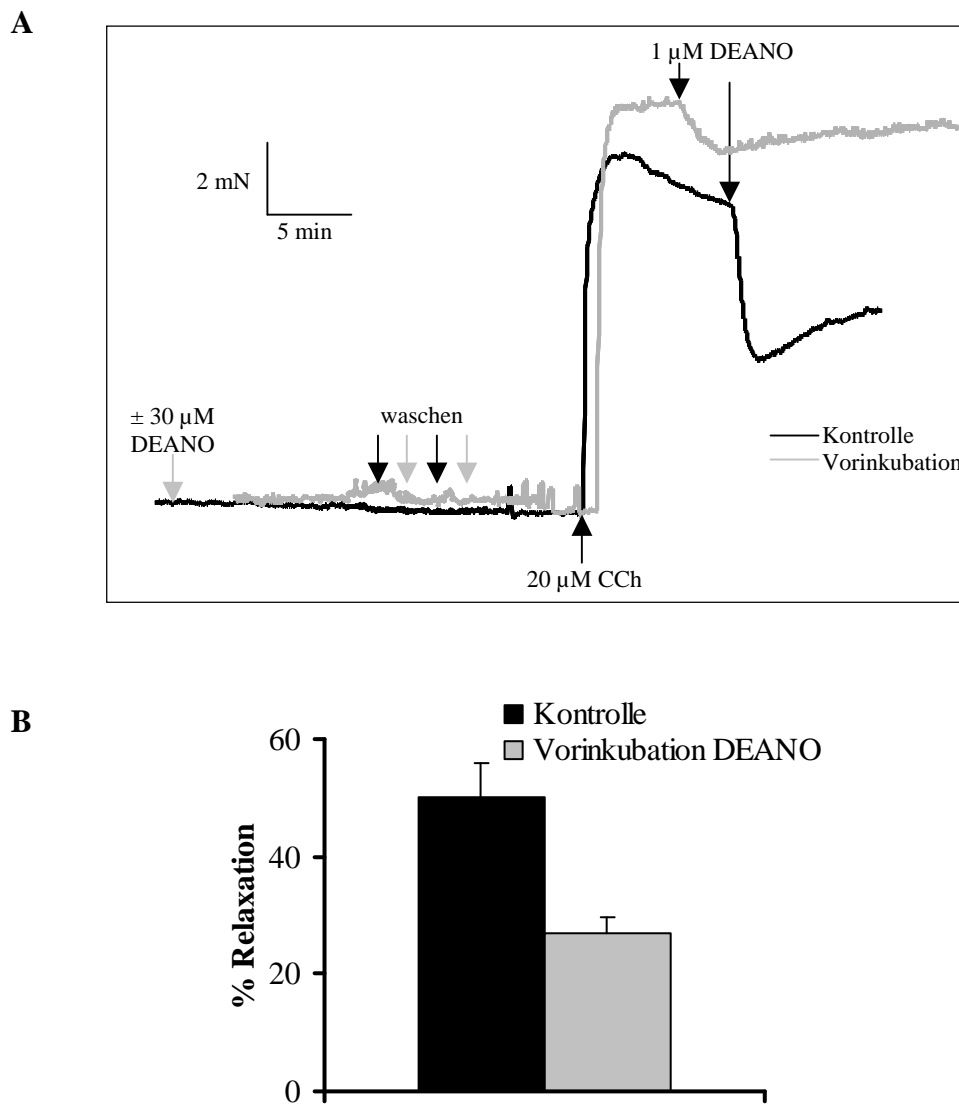 A
1 µM DEANO
2 mN
5 min
± 30 µM
DEANO
waschen
Kontrolle
Vorinkubation
20 µM CCh
B
Kontrolle
Vorinkubation DEANO
60
40
20
0
% Relaxation